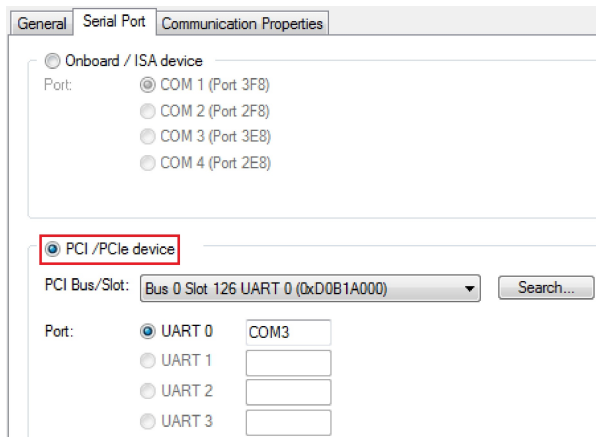 General Serial Port Communication Properties
Onboard / ISA device
Port: COM 1 (Port 3F8)
COM 2 (Port 2F8)
COM 3 (Port 3E8)
COM 4 (Port 2E8)
PCI /PCIe device
PCI Bus/Slot: Bus 0 Slot 126 UART 0 (0xD0B1A000) Search...
Port: UART 0 COM3
UART 1
UART 2
UART 3